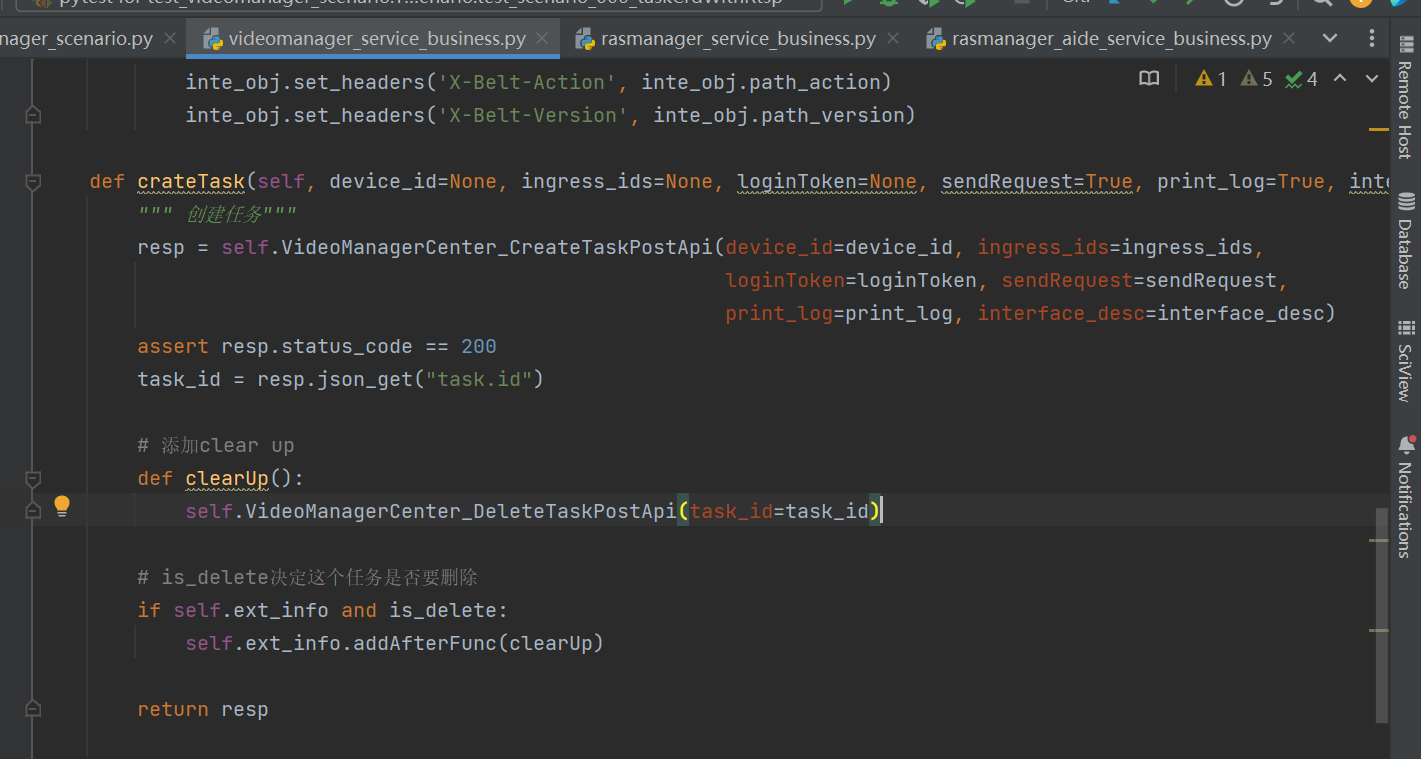 nager_scenario.py videomanager_service_business.py rasmanager_service_business.py rasmanager_aide_service_business.py
inte_obj.set_headers('X-Belt-Action', inte_obj.path_action)
1 5 4
inte_obj.set_headers('X-Belt-Version', inte_obj.path_version)
def crateTask(self, device_id=None, ingress_ids=None, loginToken=None, sendRequest=True, print_log=True, inte
""" 创建任务"""
resp = self.VideoManagerCenter_CreateTaskPostApi(device_id=device_id, ingress_ids=ingress_ids,
loginToken=loginToken, sendRequest=sendRequest,
print_log=print_log, interface_desc=interface_desc)
assert resp.status_code == 200
task_id = resp.json_get("task.id")
# 添加clear up
def clearUp():
self.VideoManagerCenter_DeleteTaskPostApi(task_id=task_id)
# is_delete决定这个任务是否要删除
if self.ext_info and is_delete:
self.ext_info.addAfterFunc(clearUp)
return resp
Remote Host
Database
SciView
Notifications